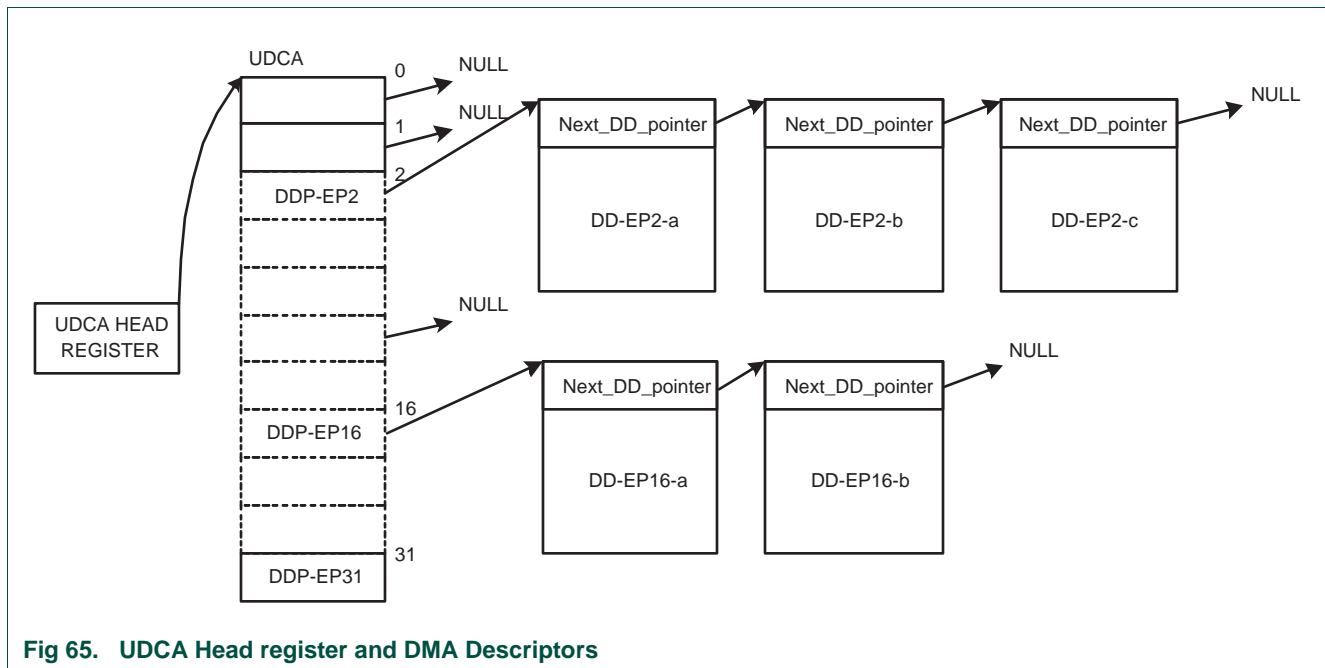 UDCA
0
NULL
NULL
1
2
DDP-EP2
Next_DD_pointer
Next_DD_pointer
Next_DD_pointer
NULL
DD-EP2-a
DD-EP2-b
DD-EP2-c
UDCA HEAD
REGISTER
NULL
16
DDP-EP16
Next_DD_pointer
Next_DD_pointer
NULL
DD-EP16-a
DD-EP16-b
31
DDP-EP31
Fig 65. UDCA Head register and DMA Descriptors